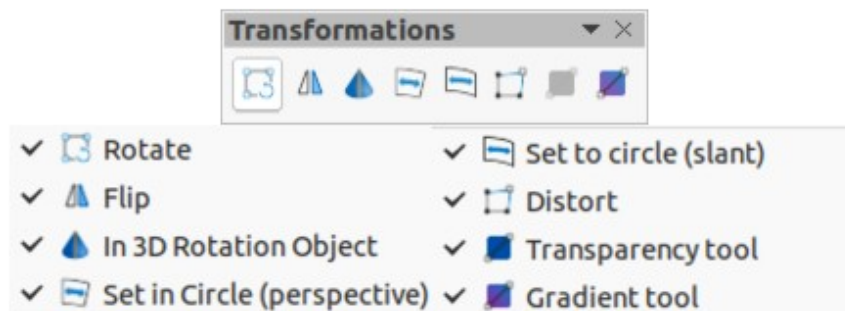 Transformations
Rotate
Flip
In 3D Rotation Object
Set in Circle (perspective)
Set to circle (slant)
Distort
Transparency tool
Gradient tool